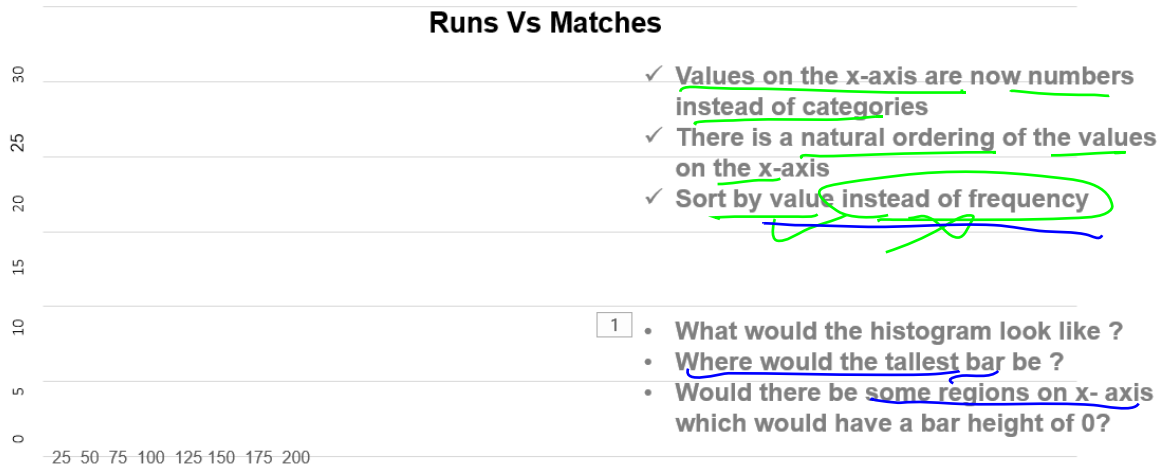 Runs Vs Matches
30
25
20
15
10
5
0
25 50 75 100 125 150 175 200
✓ Values on the x-axis are now numbers
instead of categories
✓ There is a natural ordering of the values
on the x-axis
✓ Sort by value instead of frequency
1
• What would the histogram look like ?
• Where would the tallest bar be ?
• Would there be some regions on x- axis
which would have a bar height of 0?